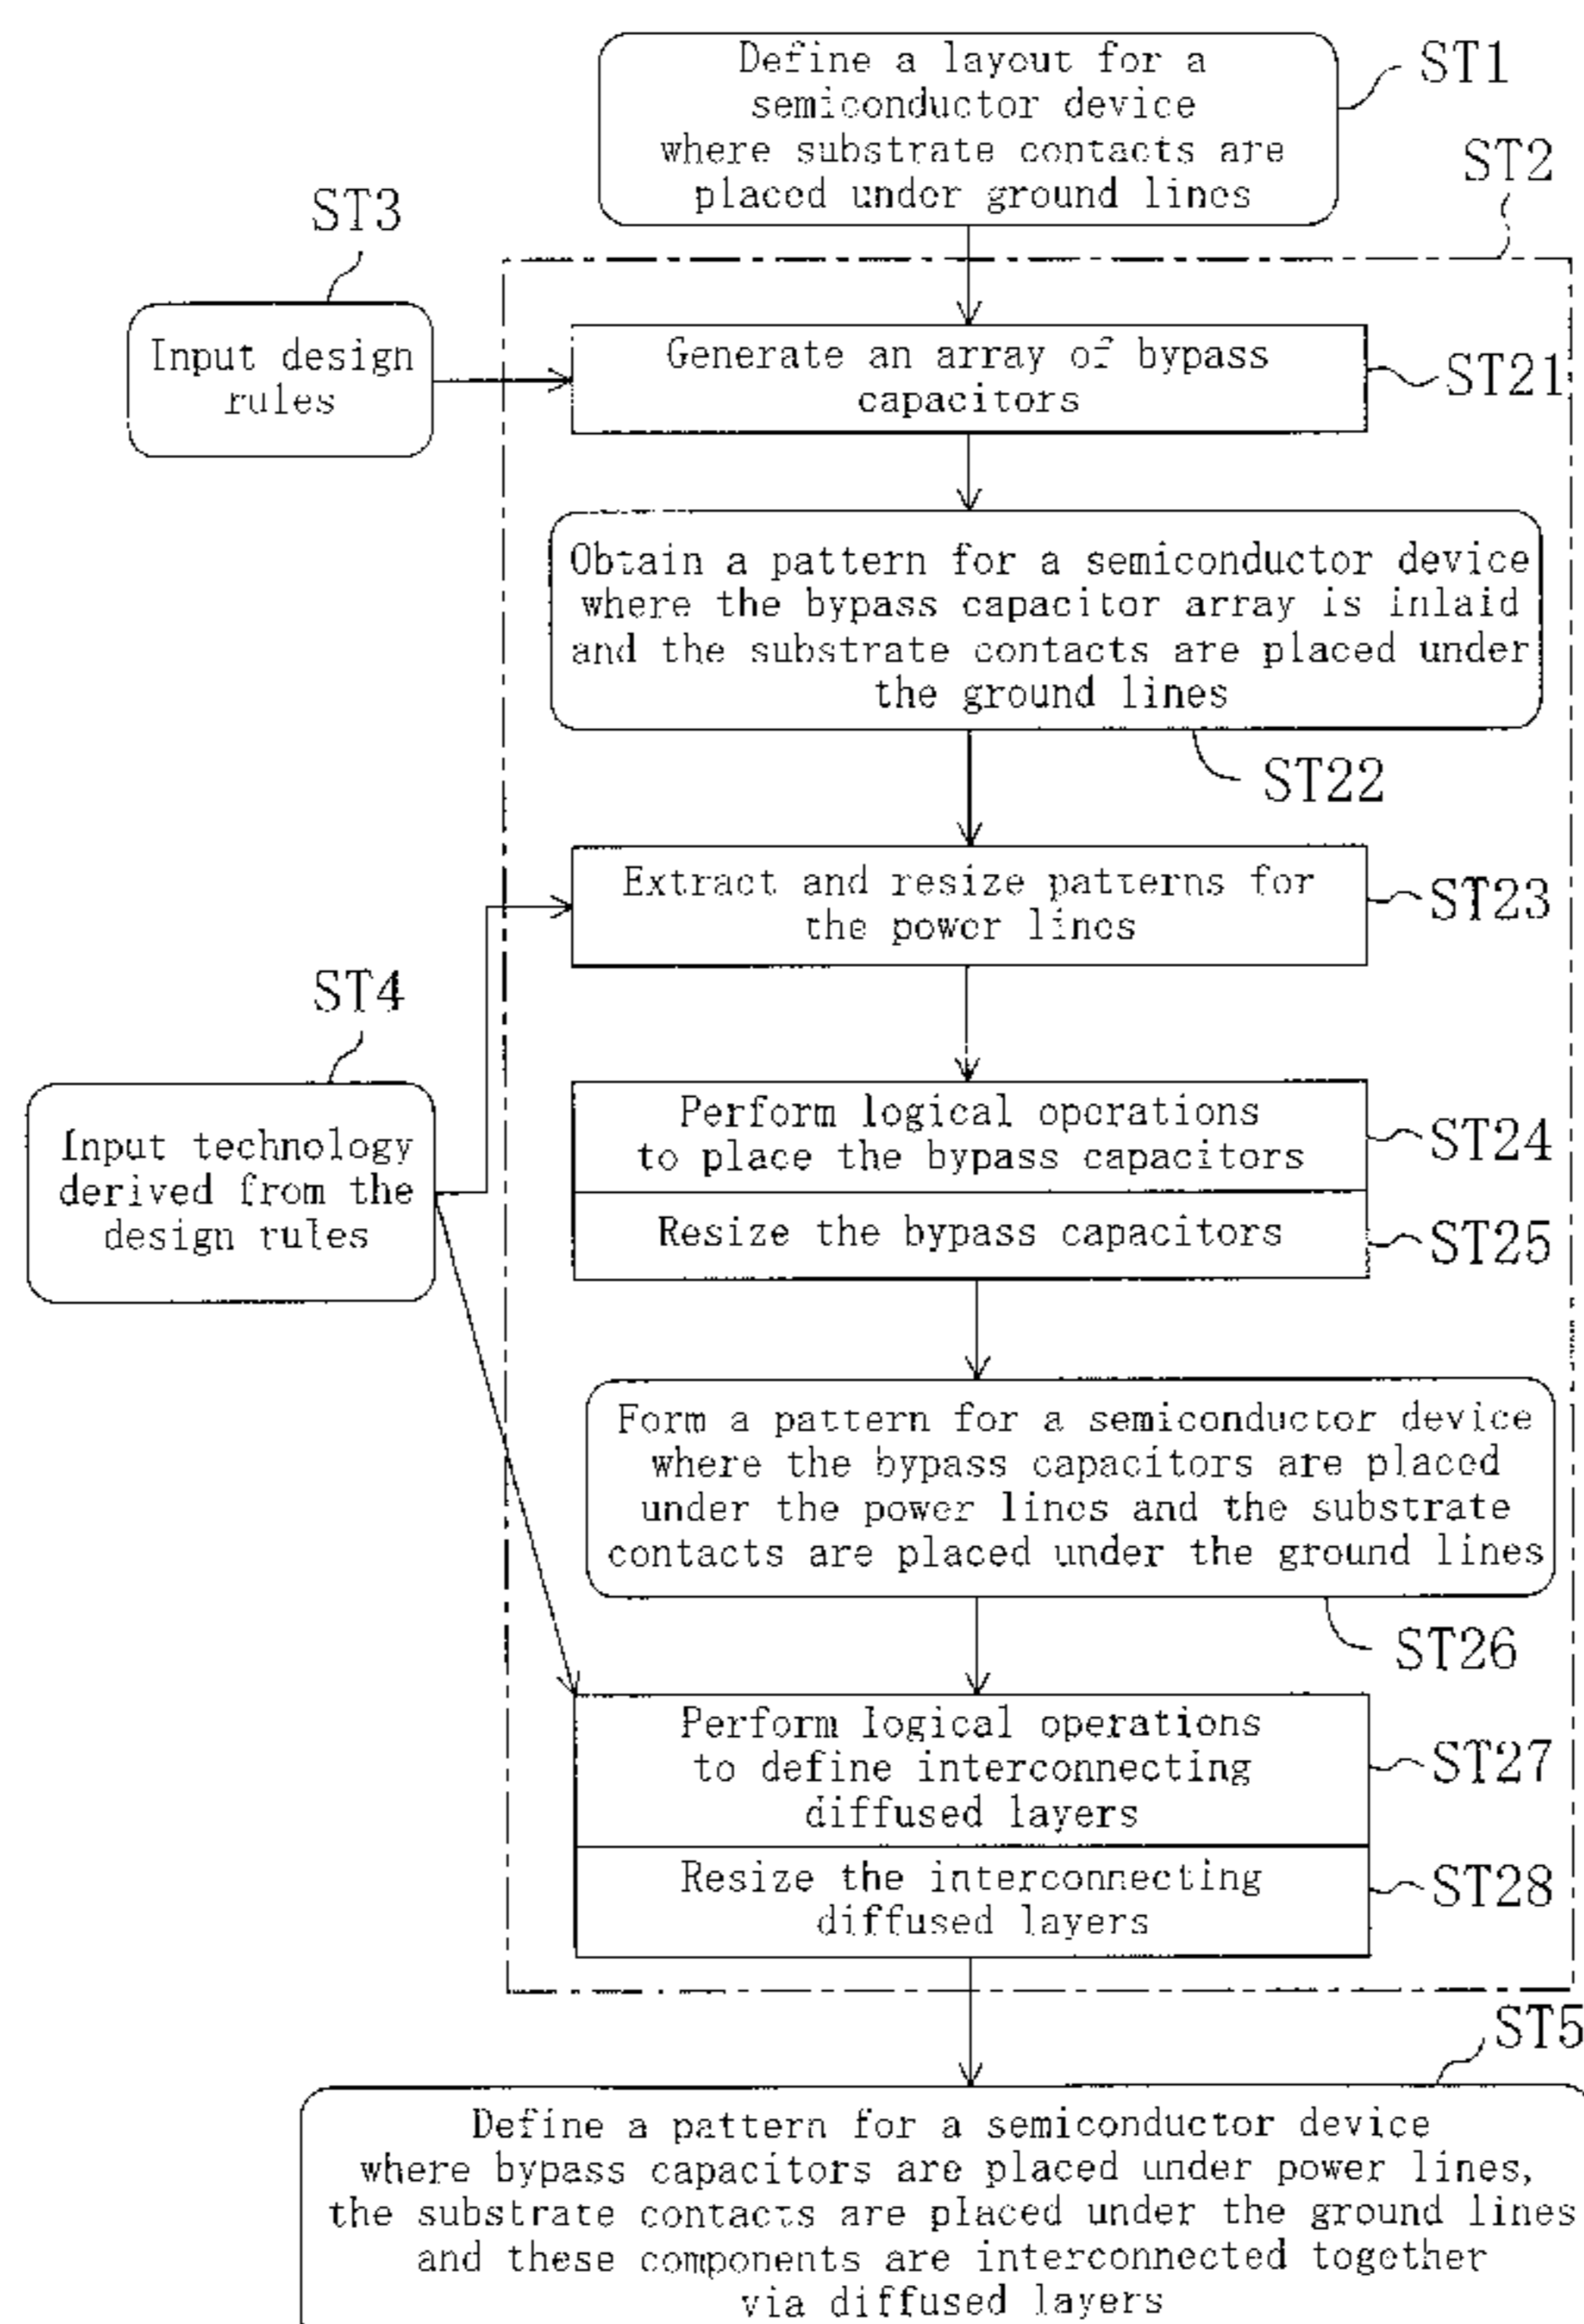 Define a layout for a
semiconductor device
where substrate contacts are
placed under ground lines
ST1
ST2
ST3
Input design
rules
Generate an array of bypass
capacitors
ST21
Obtain a pattern for a semiconductor device
where the bypass capacitor array is inlaid
and the substrate contacts are placed under
the ground lines
ST22
Extract and resize patterns for
the power lines
ST23
ST4
Input technology
derived from the
design rules
Perform logical operations
to place the bypass capacitors
ST24
Resize the bypass capacitors
ST25
Form a pattern for a semiconductor device
where the bypass capacitors are placed
under the power lines and the substrate
contacts are placed under the ground lines
ST26
Perform logical operations
to define interconnecting
diffused layers
ST27
Resize the interconnecting
diffused layers
ST28
ST5
Define a pattern for a semiconductor device
where bypass capacitors are placed under power lines,
the substrate contacts are placed under the ground lines
and these components are interconnected together
via diffused layers